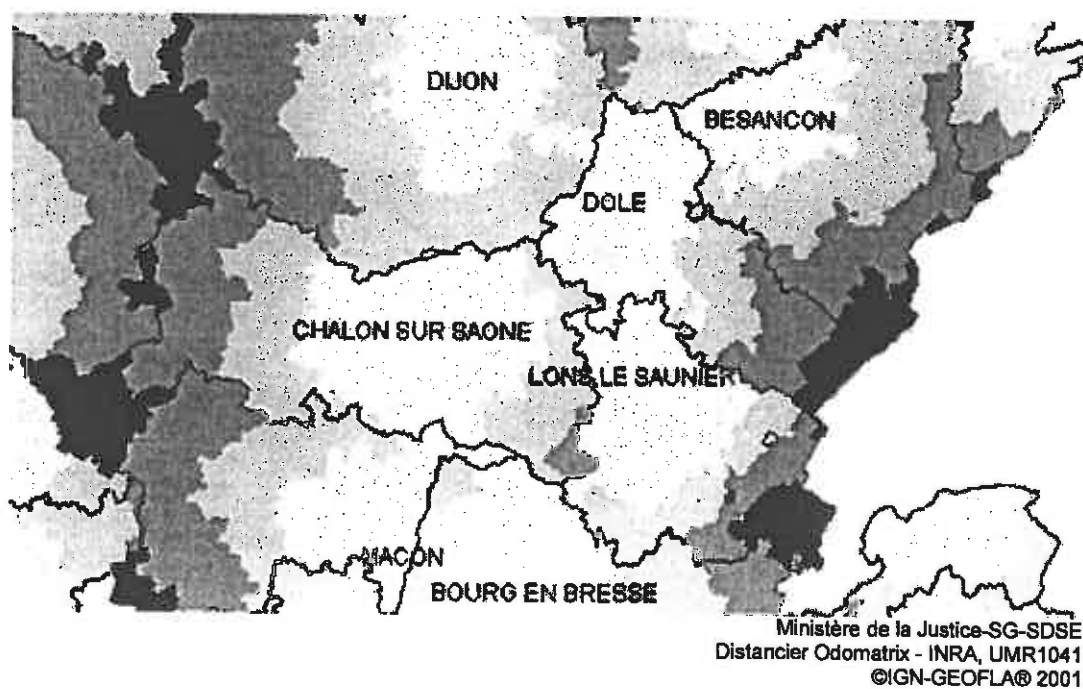 DIJON
BESANCON
DOLE
CHALON SUR SAONE
LONS LE SAUNIER
MACON
BOURG EN BRESSE
Ministère de la Justice-SG-SDSE
Distancier Odomatrix - INRA, UMR1041
©IGN-GEOFLA® 2001